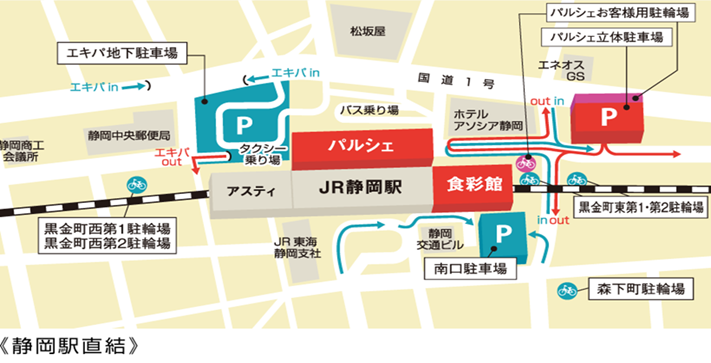 パルシェお客様用駐輪場
松坂屋
パルシェ立体駐車場
エキパ地下駐車場
エネオス
GS
エキパ in
エキパ in
国道1号
out in
P
バス乗り場
ホテル
アソシア静岡
P
静岡中央郵便局
静岡商工
会議所
タクシー
乗り場
パルシェ
エキパ
out
アスティ
JR静岡駅
食彩館
黒金町西第1駐輪場
黒金町西第2駐輪場
黒金町東第1・第2駐輪場
in out
P
JR東海
静岡支社
静岡
交通ビル
南口駐車場
森下町駐輪場
《静岡駅直結》